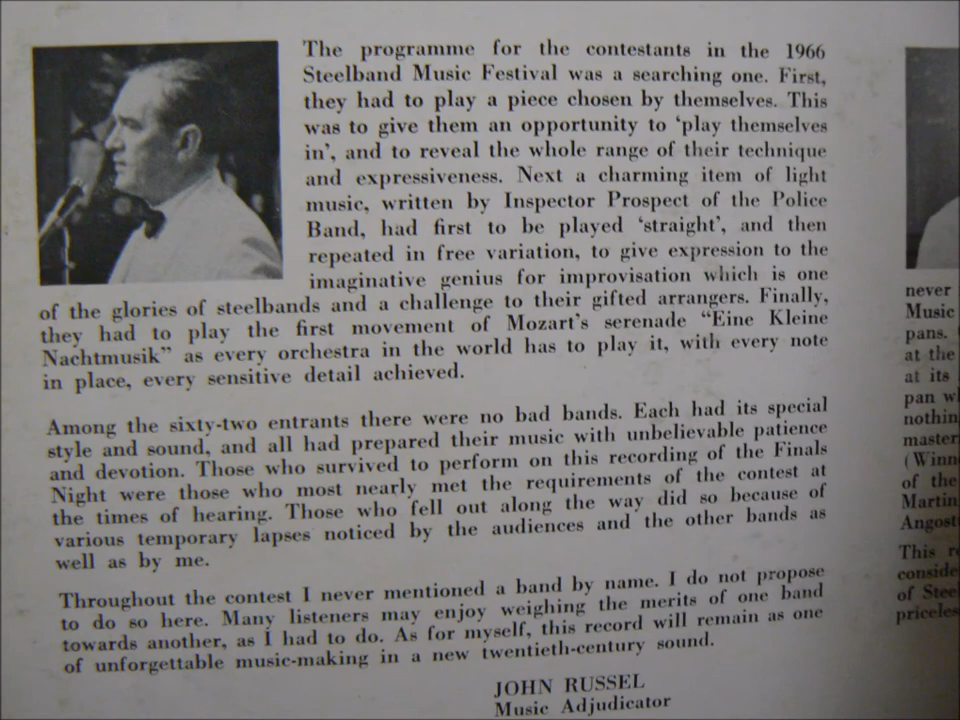 The programme for the contestants in the 1966
Steelband Music Festival was a searching one. First,
they had to play a piece chosen by themselves. This
was to give them an opportunity to ‘play themselves
in’, and to reveal the whole range of their technique
and expressiveness. Next a charming item of light
music, written by Inspector Prospect of the Police
Band, had first to be played ‘straight’, and then
repeated in free variation, to give expression to the
imaginative genius for improvisation which is one
of the glories of steelbands and a challenge to their gifted arrangers. Finally,
they had to play the first movement of Mozart’s serenade “Eine Kleine
Nachtmusik” as every orchestra in the world has to play it, with every note
in place, every sensitive detail achieved.
Among the sixty-two entrants there were no bad bands. Each had its special
style and sound, and all had prepared their music with unbelievable patience
and devotion. Those who survived to perform on this recording of the Finals
Night were those who most nearly met the requirements of the contest at
the times of hearing. Those who fell out along the way did so because of
various temporary lapses noticed by the audiences and the other bands as
well as by me.
Throughout the contest I never mentioned a band by name. I do not propose
to do so here. Many listeners may enjoy weighing the merits of one band
towards another, as I had to do. As for myself, this record will remain as one
of unforgettable music-making in a new twentieth-century sound.
JOHN RUSSEL
Music Adjudicator
never
Music
pans.
at the
at its
pan
nothin
master
(Winn
of the
Martin
Angost
This
conside
of Stee
priceles